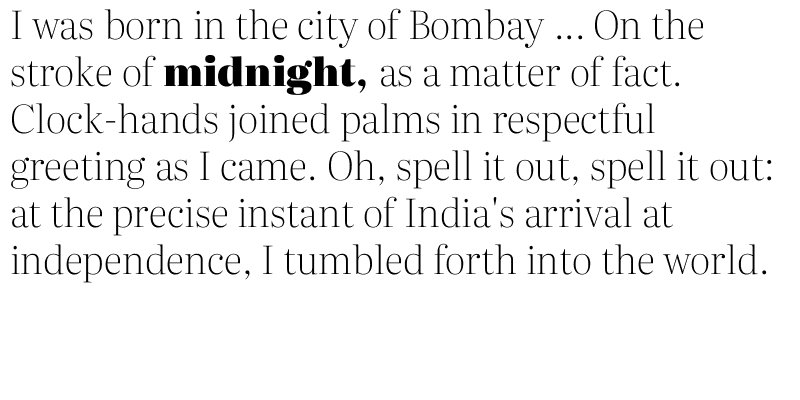 I was born in the city of Bombay ... On the
stroke of midnight, as a matter of fact.
Clock-hands joined palms in respectful
greeting as I came. Oh, spell it out, spell it out:
at the precise instant of India's arrival at
independence, I tumbled forth into the world.